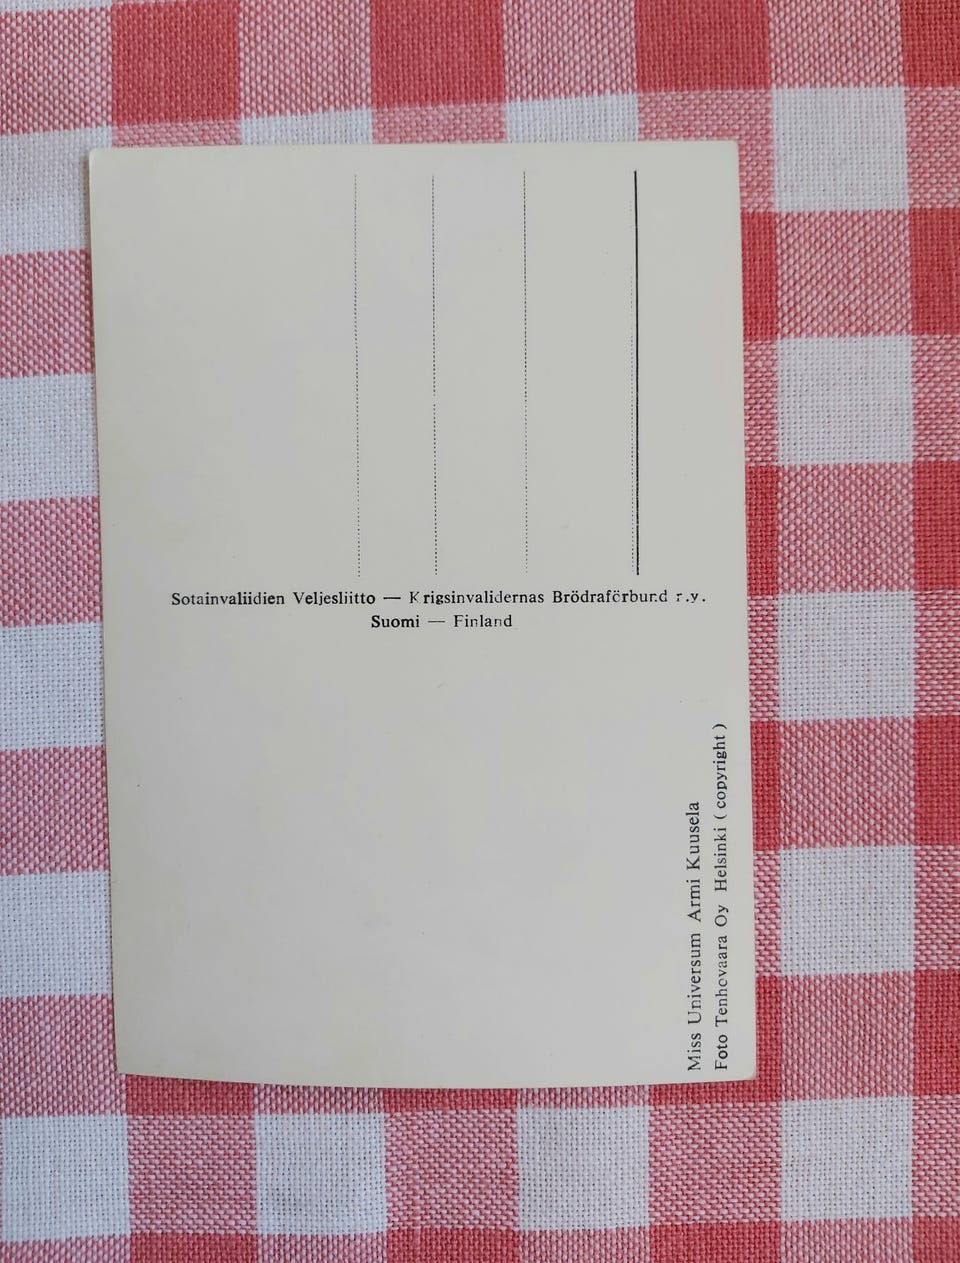 Sotainvaliidien Veljesliitto — Krigsinvalidernas Brödraförbund r.y.
Suomi — Finland
Miss Universum Armi Kuusela
Foto Tenhovaara Oy Helsinki ( copyright )